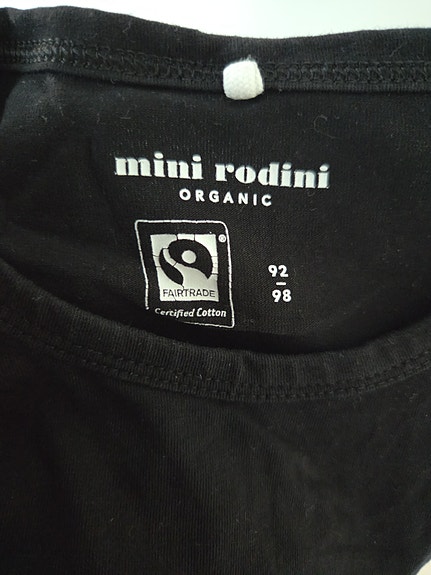 mini rodini
ORGANIC
®
FAIRTRADE
Certified Cotton
92
98